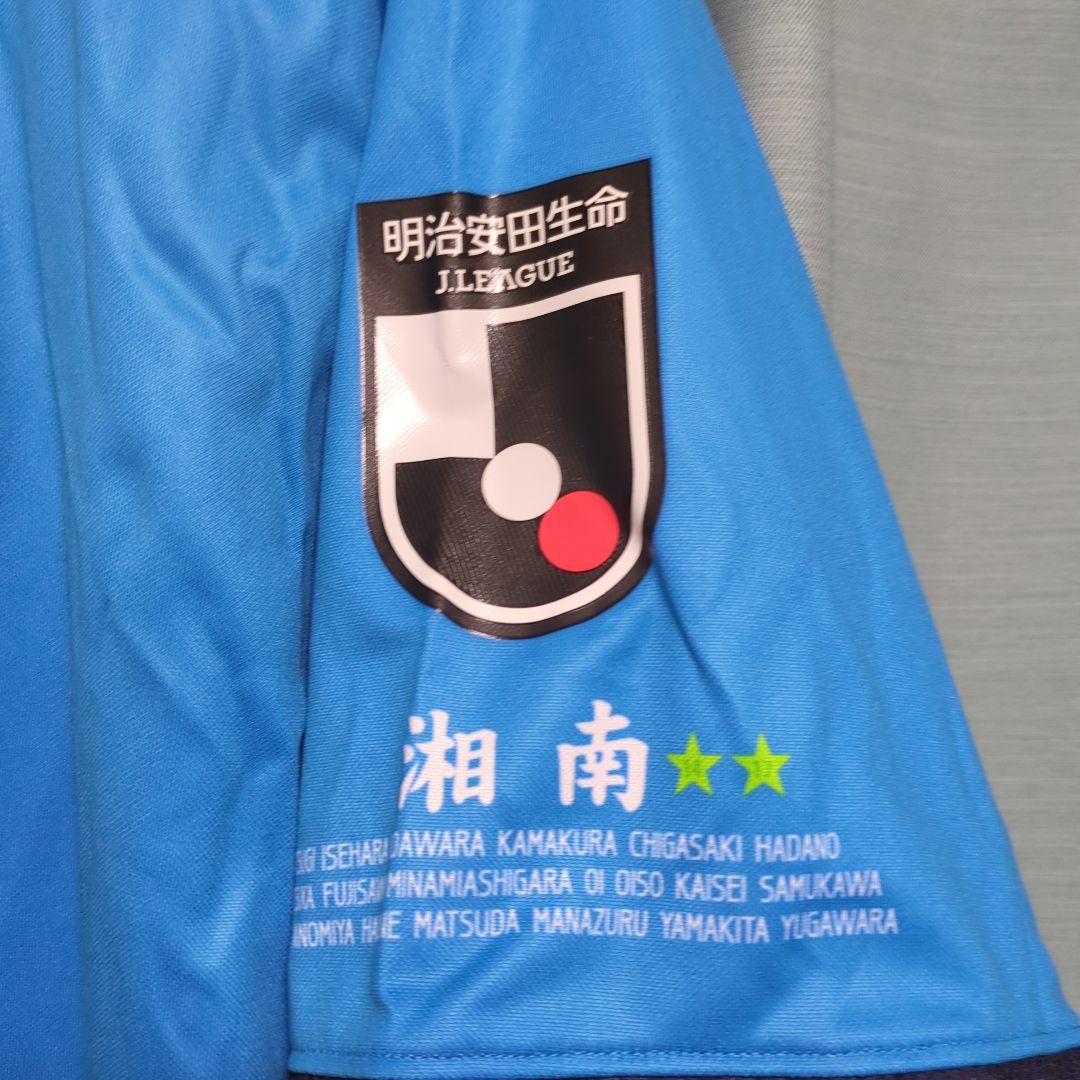 明治安田生命
J.LEAGUE
湘南
ISEHARA KAMAKURA CHIGASAKI HADANO
MINAMIASHIGARA OI OISO KAISEI SAMUKAWA
MATSUDA MANAZURU YAMAKITA YUGAWARA